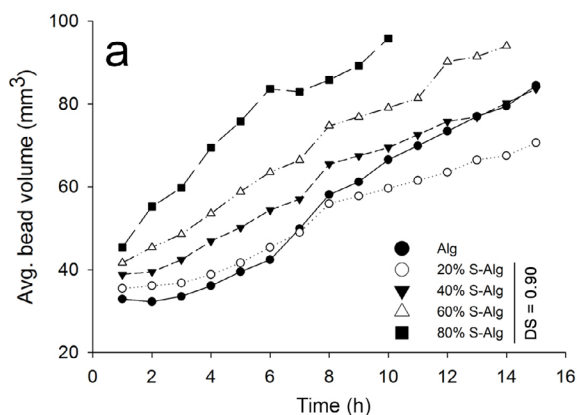 a
Avg. bead volume (mm³)
100
80
60
40
20
0 2 4 6 8 10 12 14 16
Time (h)
Alg
20% S-Alg
40% S-Alg
60% S-Alg
80% S-Alg
DS = 0.90